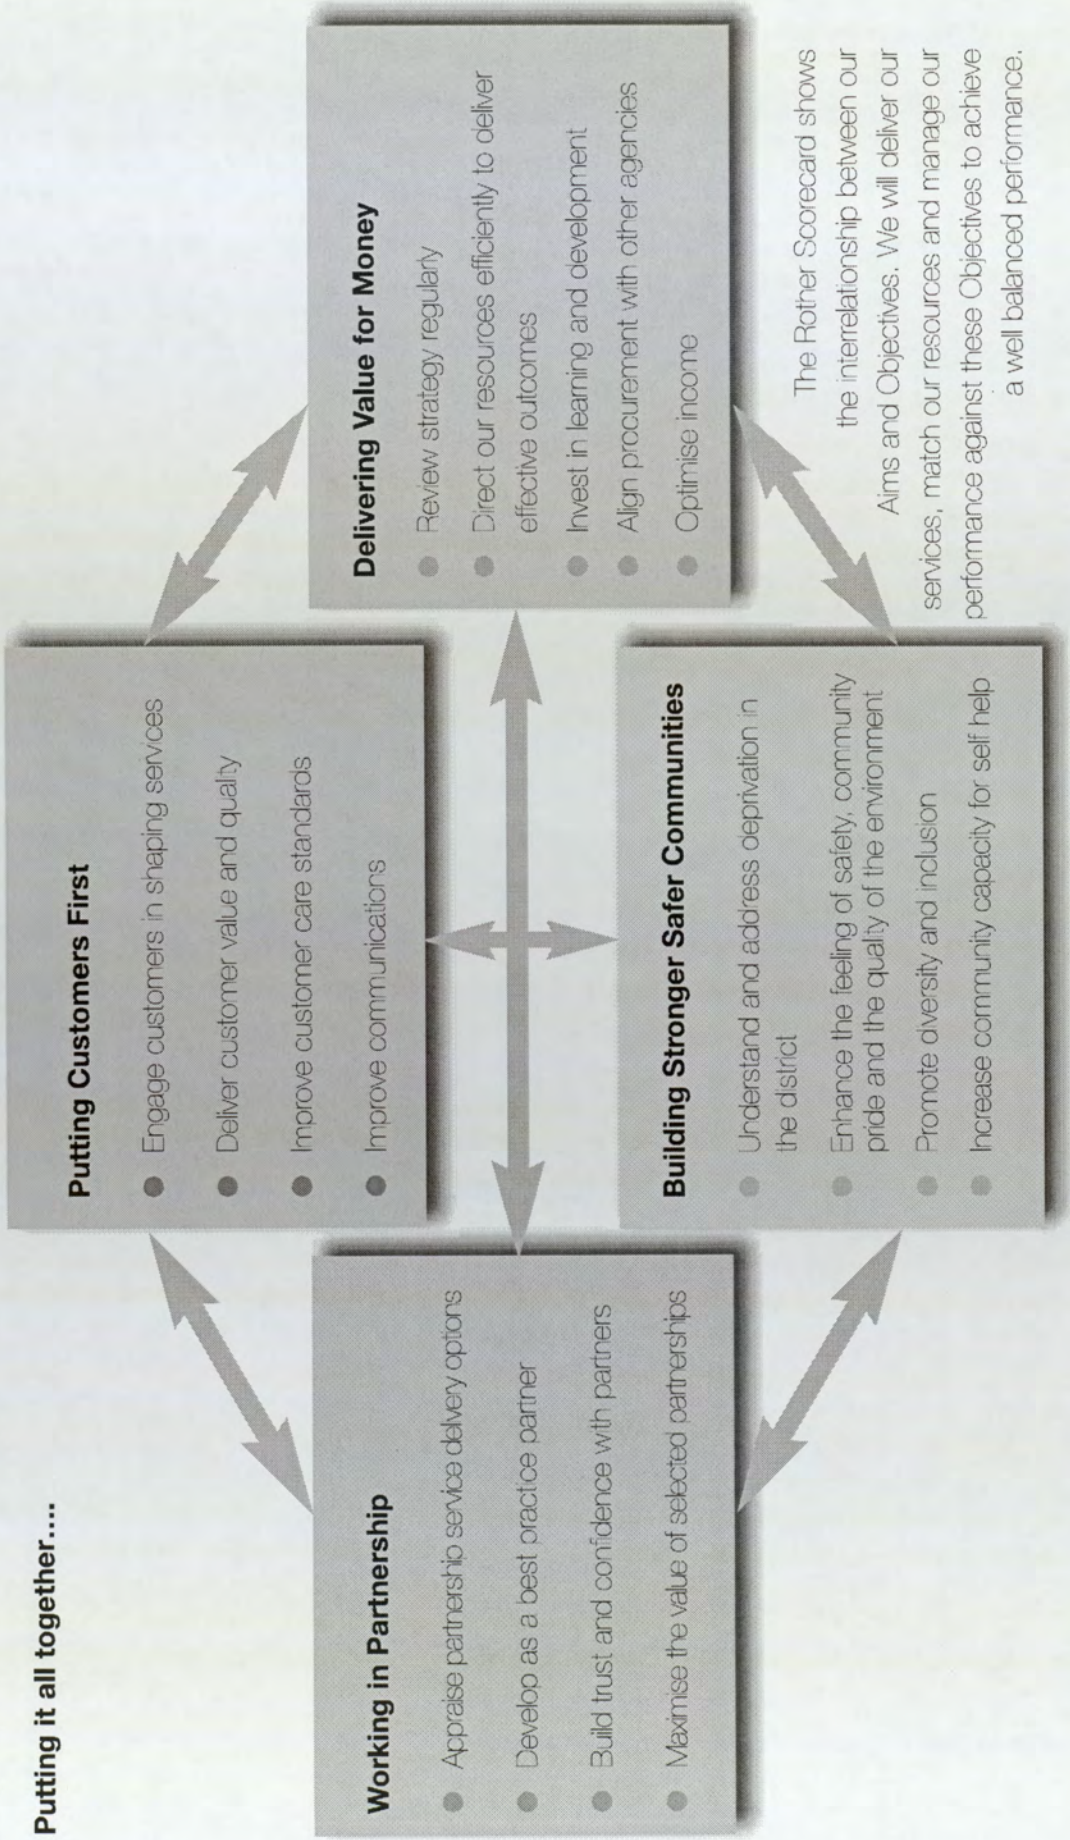 Putting it all together....
Putting Customers First
Engage customers in shaping services
Deliver customer value and quality
Improve customer care standards
Improve communications
Working in Partnership
Appraise partnership service delivery options
Develop as a best practice partner
Build trust and confidence with partners
Maximise the value of selected partnerships
Delivering Value for Money
Review strategy regularly
Direct our resources efficiently to deliver
effective outcomes
Invest in learning and development
Align procurement with other agencies
Optimise income
Building Stronger Safer Communities
Understand and address deprivation in
the district
Enhance the feeling of safety, community
pride and the quality of the environment
Promote diversity and inclusion
Increase community capacity for self help
The Rother Scorecard shows
the interrelationship between our
Aims and Objectives. We will deliver our
services, match our resources and manage our
performance against these Objectives to achieve
a well balanced performance.